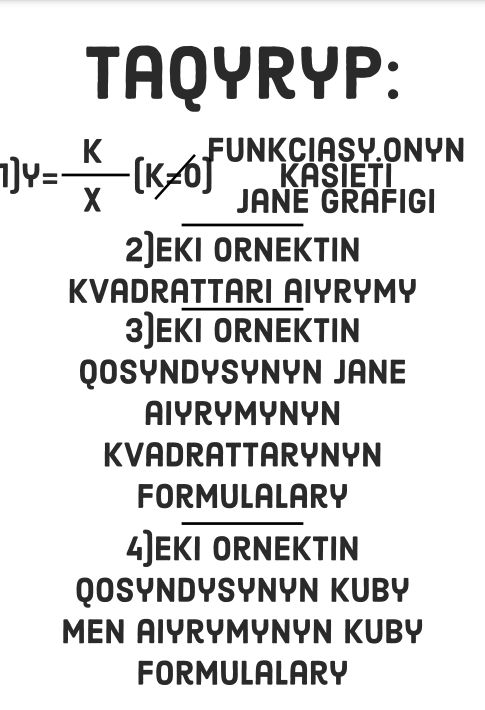 TAQYRYP:
1)Y= K/X (K≠0) FUNKCIASY.ONYN
KASIETI
JANE GRAFIGI
2)EKI ORNEKTIN
KVADRATTARI AIYRYMY
3)EKI ORNEKTIN
QOSYNDYSYNYN JANE
AIYRYMYNYN
KVADRATTARYNYN
FORMULALARY
4)EKI ORNEKTIN
QOSYNDYSYNYN KUBY
MEN AIYRYMYNYN KUBY
FORMULALARY